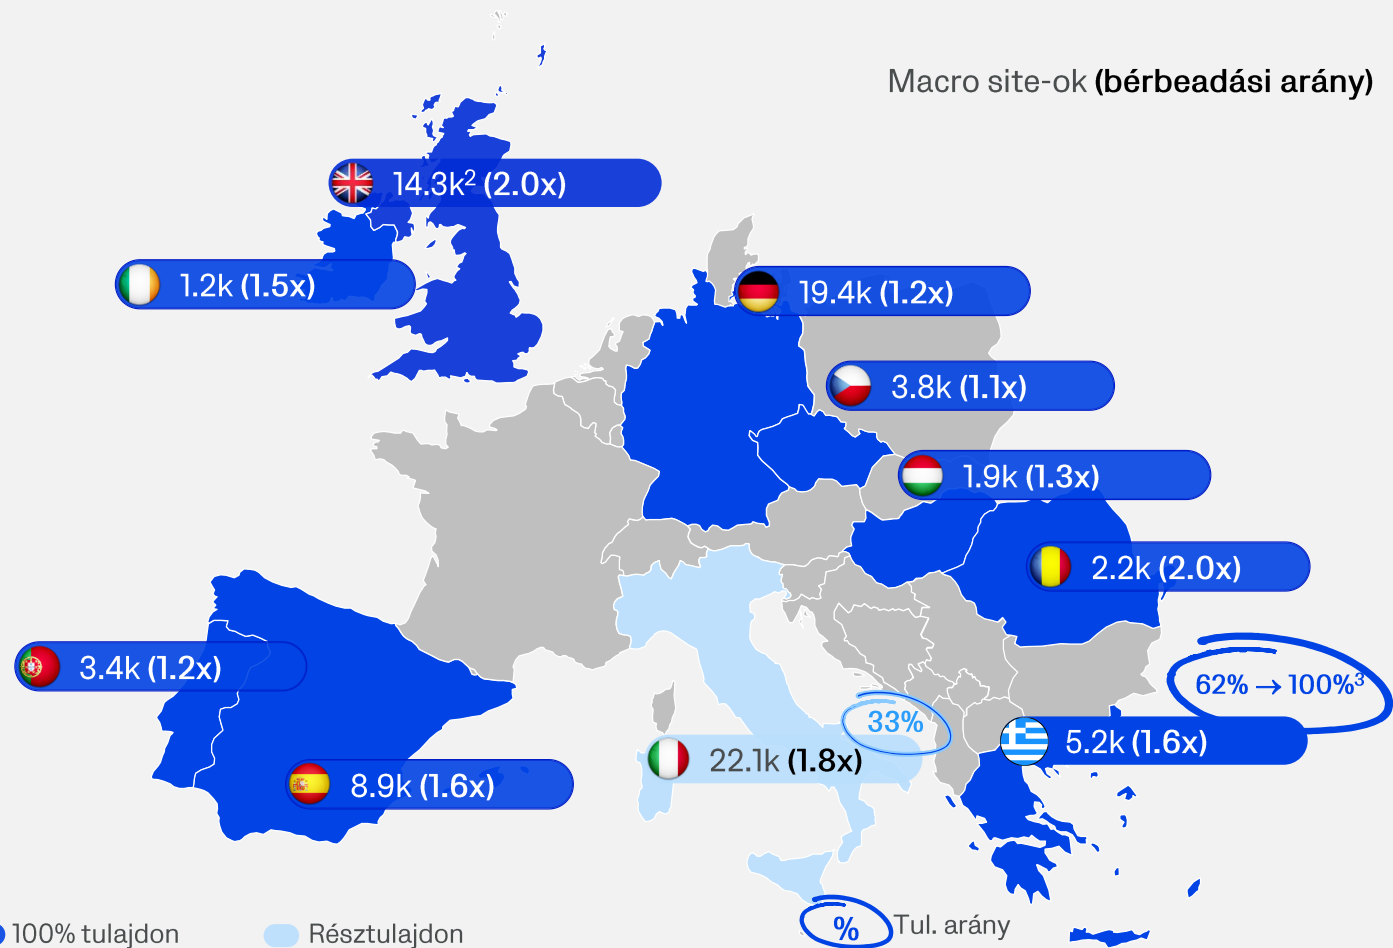 Macro site-ok (bérbeadási arány)
14.3k² (2.0x)
1.2k (1.5x)
19.4k (1.2x)
3.8k (1.1x)
1.9k (1.3x)
2.2k (2.0x)
3.4k (1.2x)
62% → 100%³
33%
5.2k (1.6x)
22.1k (1.8x)
8.9k (1.6x)
% Tul. arány
100% tulajdon
Résztulajdon